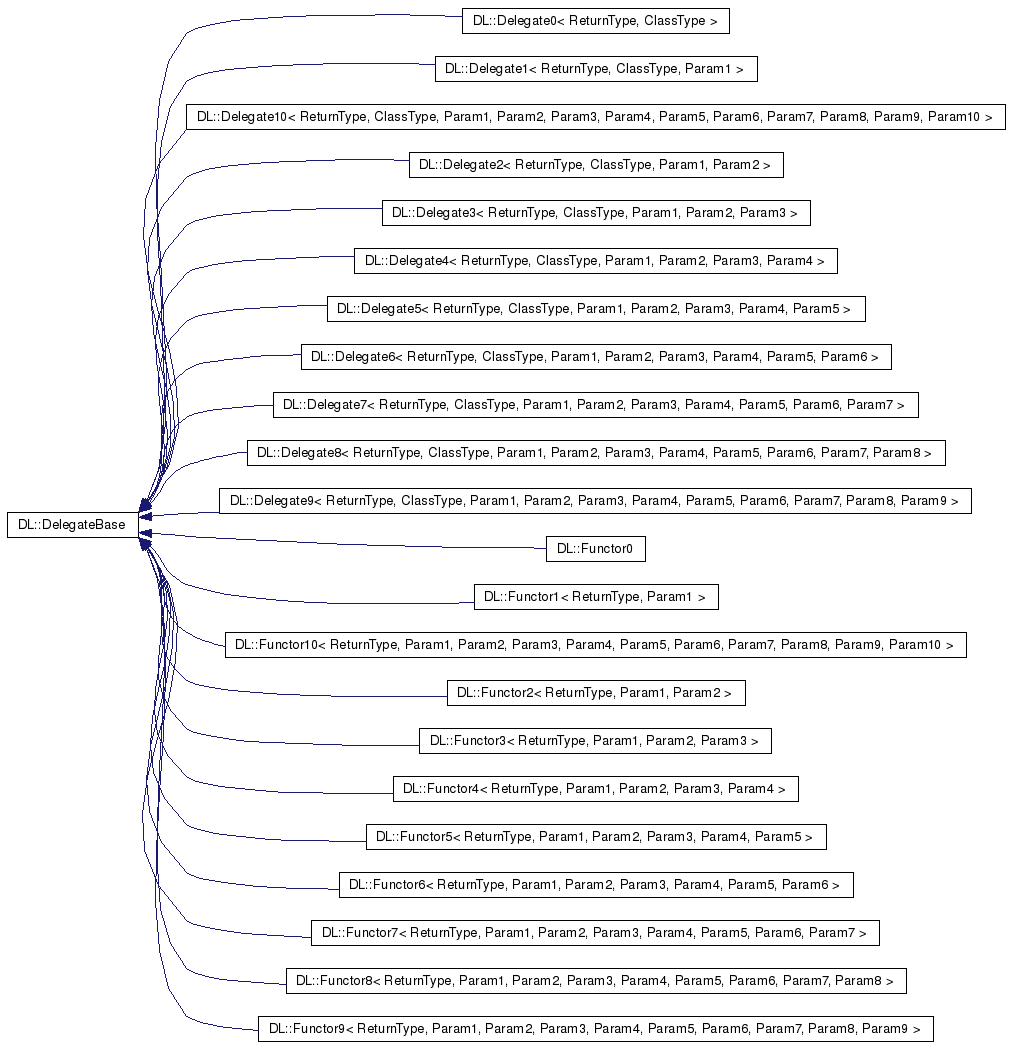 DL::Delegate0< ReturnType, ClassType >
DL::Delegate1< ReturnType, ClassType, Param1 >
DL::Delegate10< ReturnType, ClassType, Param1, Param2, Param3, Param4, Param5, Param6, Param7, Param8, Param9, Param10 >
DL::Delegate2< ReturnType, ClassType, Param1, Param2 >
DL::Delegate3< ReturnType, ClassType, Param1, Param2, Param3 >
DL::Delegate4< ReturnType, ClassType, Param1, Param2, Param3, Param4 >
DL::Delegate5< ReturnType, ClassType, Param1, Param2, Param3, Param4, Param5 >
DL::Delegate6< ReturnType, ClassType, Param1, Param2, Param3, Param4, Param5, Param6 >
DL::Delegate7< ReturnType, ClassType, Param1, Param2, Param3, Param4, Param5, Param6, Param7 >
DL::Delegate8< ReturnType, ClassType, Param1, Param2, Param3, Param4, Param5, Param6, Param7, Param8 >
DL::Delegate9< ReturnType, ClassType, Param1, Param2, Param3, Param4, Param5, Param6, Param7, Param8, Param9 >
DL::DelegateBase
DL::Functor0
DL::Functor1< ReturnType, Param1 >
DL::Functor10< ReturnType, Param1, Param2, Param3, Param4, Param5, Param6, Param7, Param8, Param9, Param10 >
DL::Functor2< ReturnType, Param1, Param2 >
DL::Functor3< ReturnType, Param1, Param2, Param3 >
DL::Functor4< ReturnType, Param1, Param2, Param3, Param4 >
DL::Functor5< ReturnType, Param1, Param2, Param3, Param4, Param5 >
DL::Functor6< ReturnType, Param1, Param2, Param3, Param4, Param5, Param6 >
DL::Functor7< ReturnType, Param1, Param2, Param3, Param4, Param5, Param6, Param7 >
DL::Functor8< ReturnType, Param1, Param2, Param3, Param4, Param5, Param6, Param7, Param8 >
DL::Functor9< ReturnType, Param1, Param2, Param3, Param4, Param5, Param6, Param7, Param8, Param9 >